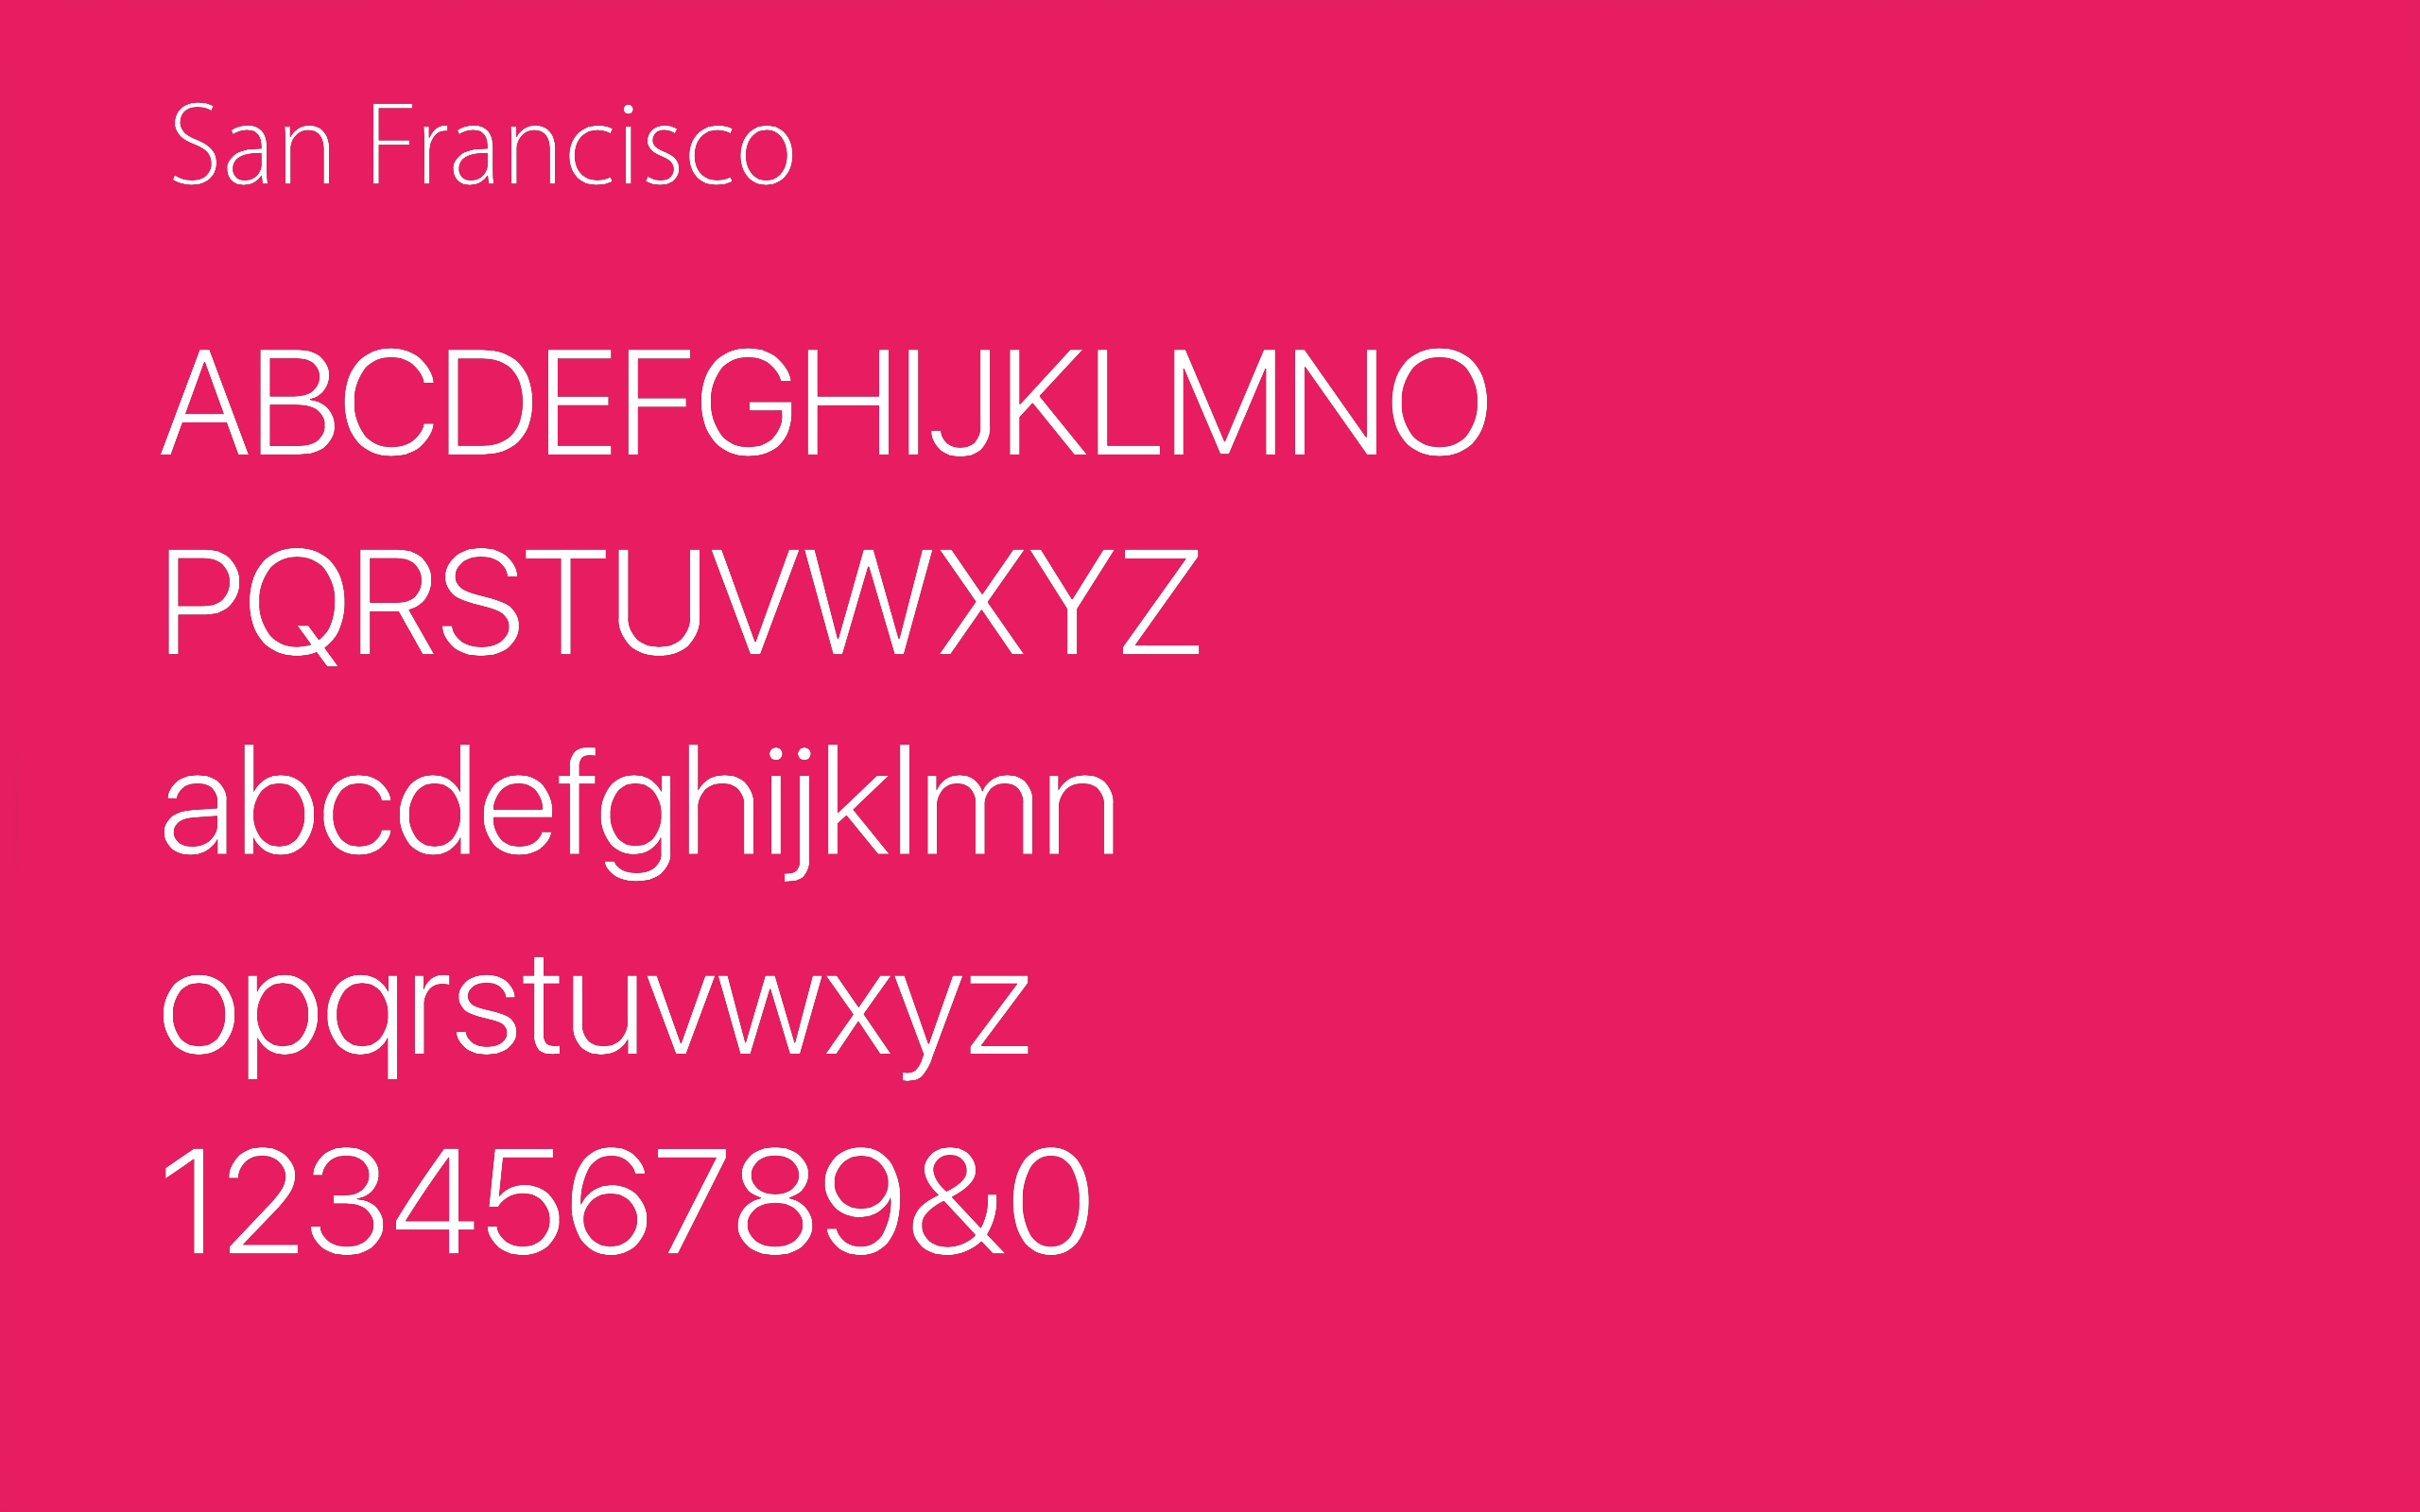 San Francisco
ABCDEFGHIJKLMNO
PQRSTUVWXYZ
abcdefghijklmn
opqrstuvwxyz
123456789&0